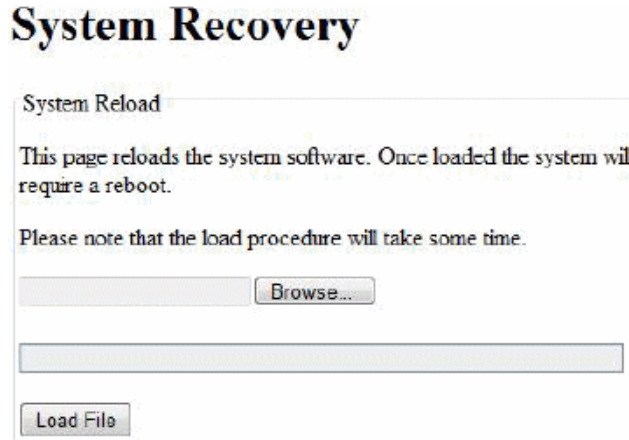 System Recovery
System Reload
This page reloads the system software. Once loaded the system will
require a reboot.
Please note that the load procedure will take some time.
Browse...
Load File